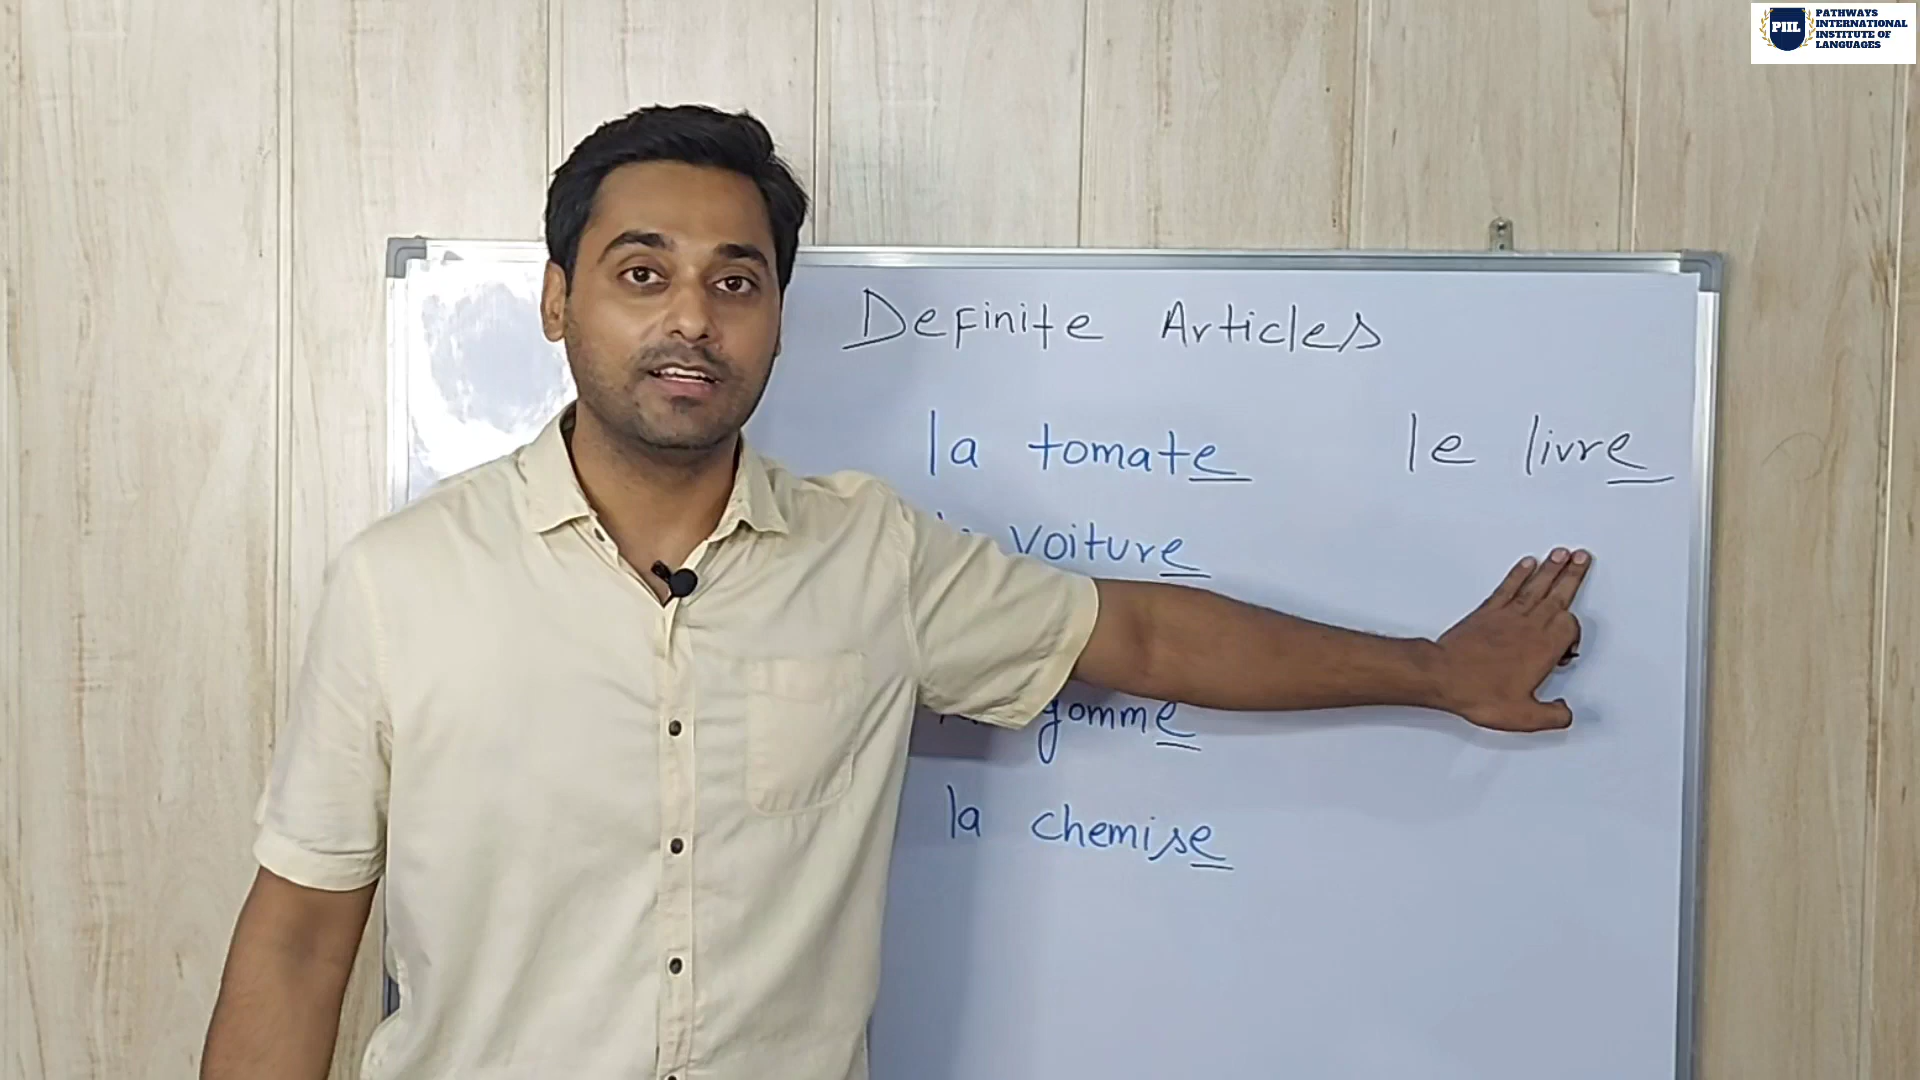 PIIL
PATHWAYS
INTERNATIONAL
INSTITUTE OF
LANGUAGES
Definite Articles
la tomate le livre
voiture
gomme
la chemise